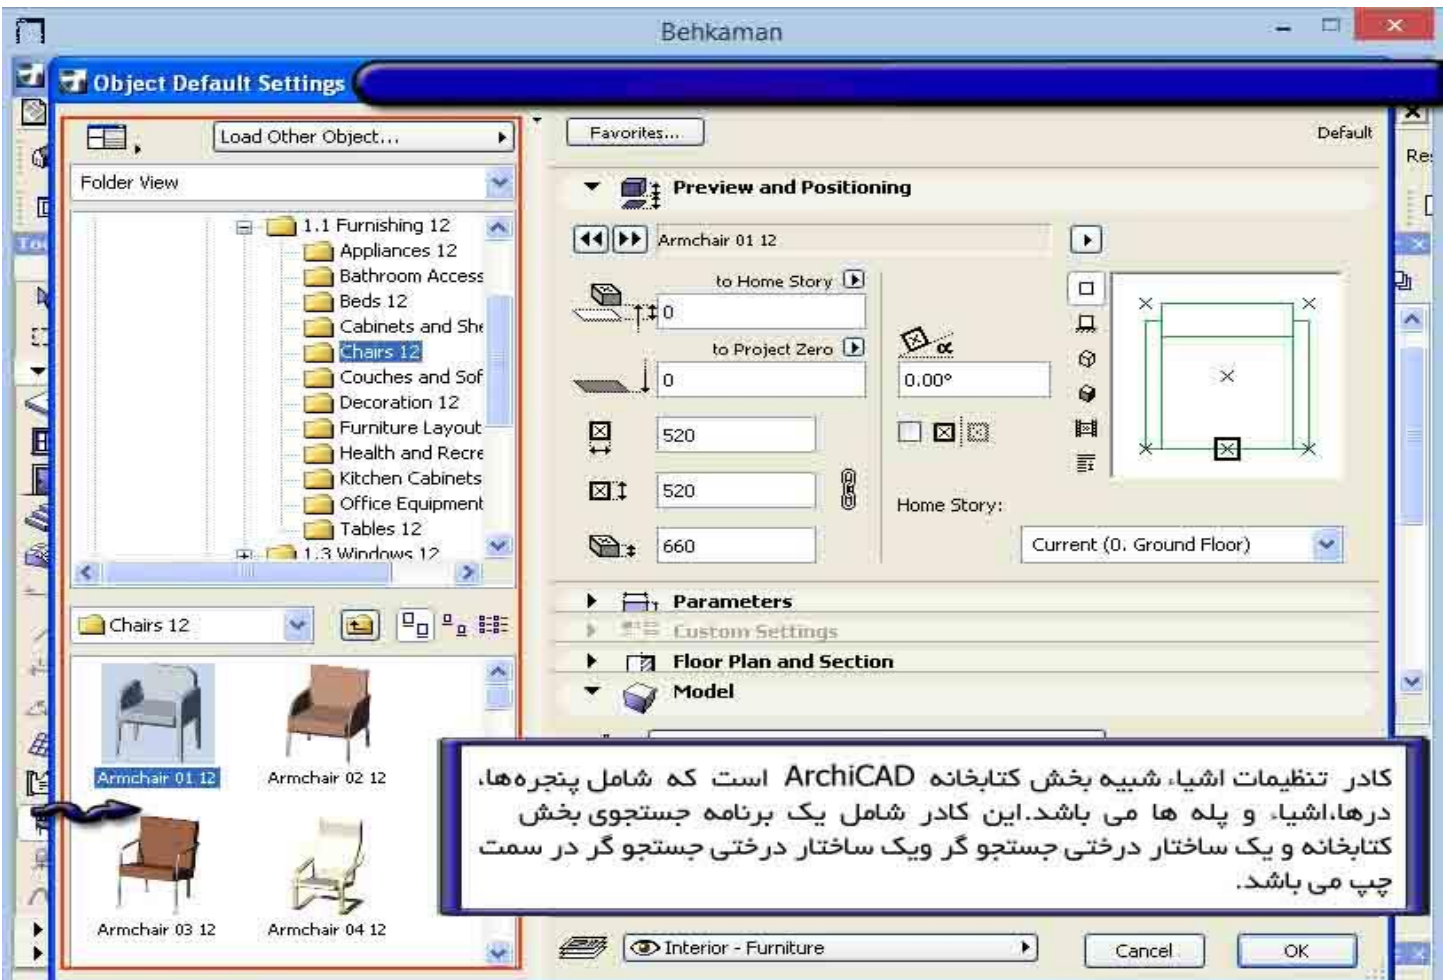 Behkaman
Object Default Settings
Load Other Object...
Folder View
1.1 Furnishing 12
Appliances 12
Bathroom Access
Beds 12
Cabinets and She
Chairs 12
Couches and Sof
Decoration 12
Furniture Layout
Health and Recre
Kitchen Cabinets
Office Equipment
Tables 12
1.3 Windows 12
Chairs 12
Armchair 01 12
Armchair 02 12
Armchair 03 12
Armchair 04 12
Favorites...
Default
Preview and Positioning
Armchair 01 12
to Home Story
0
to Project Zero
0
α
0.00°
520
520
660
Home Story:
Current (0. Ground Floor)
Parameters
Custom Settings
Floor Plan and Section
Model
کادر تنظیمات اشیاء شبیه بخش کتابخانه ArchiCAD است که شامل پنجره‌ها،
درها،اشیاء و پله ها می باشد.این کادر شامل یک برنامه جستجوی بخش
کتابخانه و یک ساختار درختی جستجو گر ویک ساختار درختی جستجو گر در سمت
چپ می باشد.
Interior - Furniture
Cancel
OK